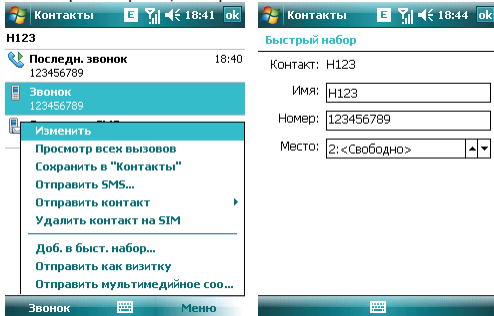 Контакты E 18:41 ok
H123
Последн. звонок 18:40
123456789
Звонок
123456789
Изменить
Просмотр всех вызовов
Сохранить в "Контакты"
Отправить SMS...
Отправить контакт
Удалить контакт на SIM
Доб. в быст. набор...
Отправить как визитку
Отправить мультимедийное соо...
Звонок Меню
Контакты E 18:44 ok
Быстрый набор
Контакт: H123
Имя: H123
Номер: 123456789
Место: 2:<Свободно>